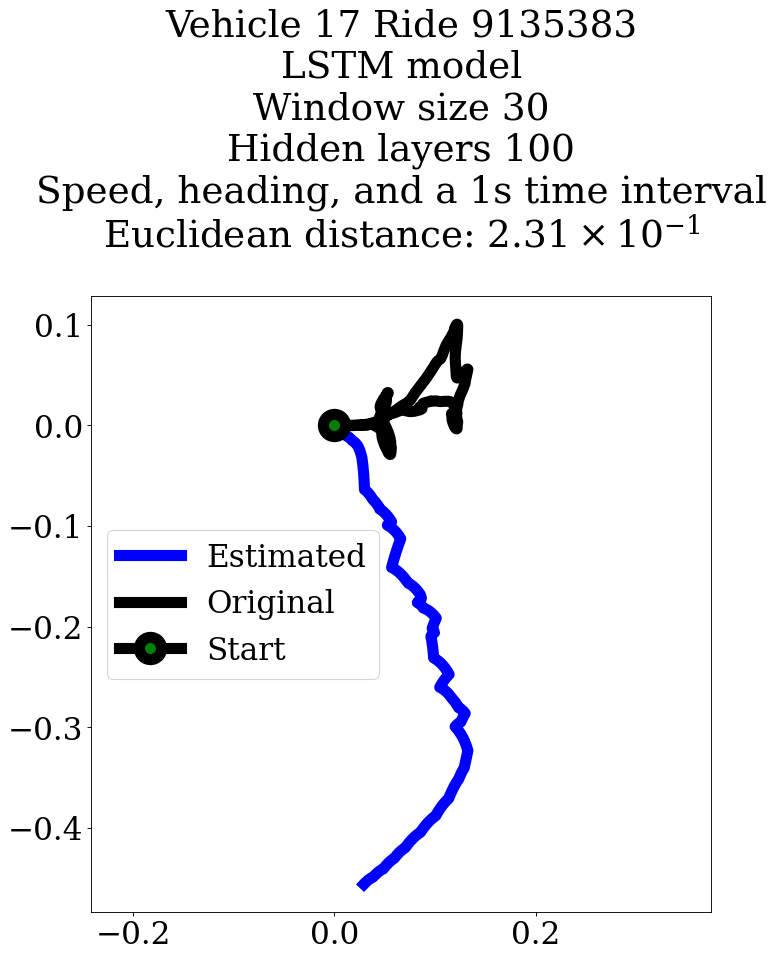 Vehicle 17 Ride 9135383
LSTM model
Window size 30
Hidden layers 100
Speed, heading, and a 1s time interval
Euclidean distance: 2.31 × 10⁻¹
0.1
0.0
−0.1
−0.2
−0.3
−0.4
Estimated
Original
Start
−0.2 0.0 0.2